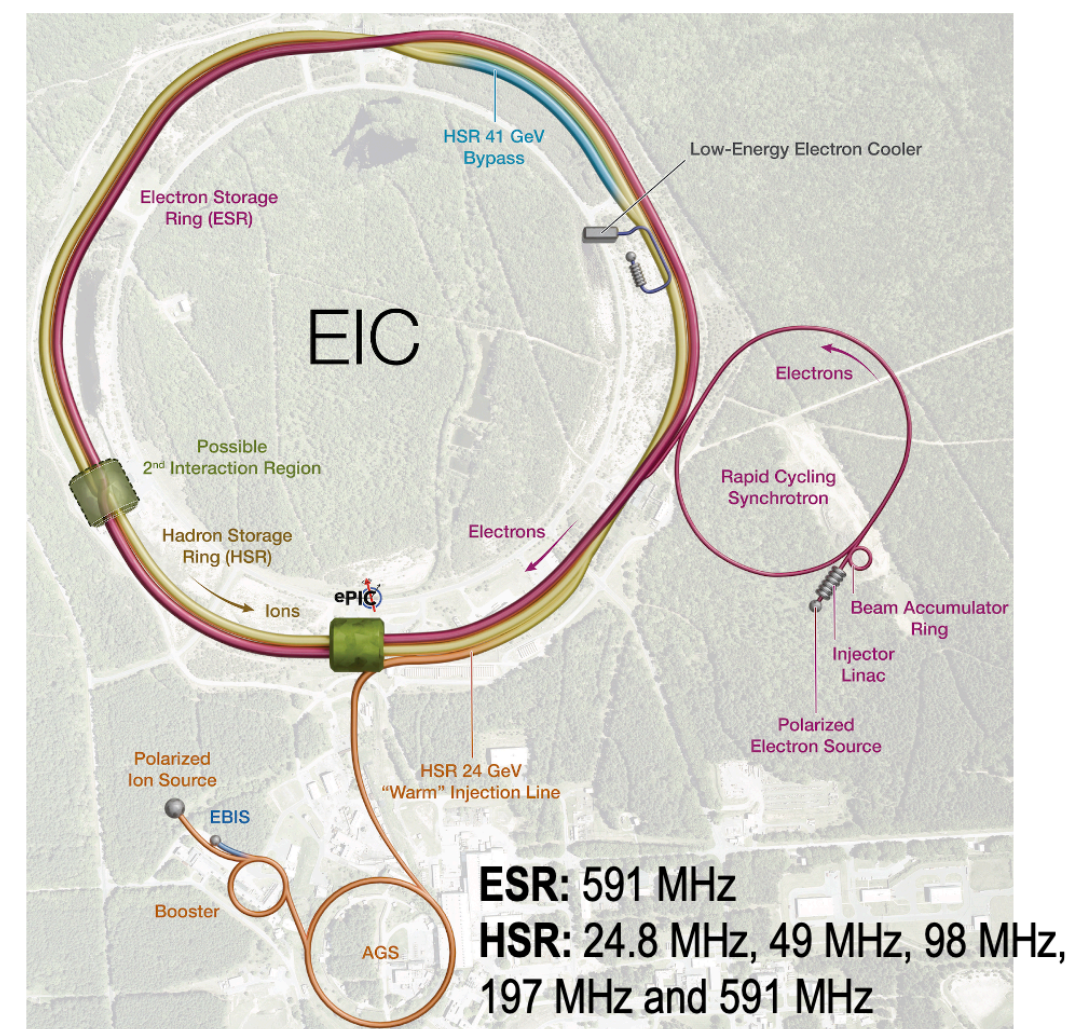 HSR 41 GeV
Bypass
Low-Energy Electron Cooler
Electron Storage
Ring (ESR)
EIC
Electrons
Possible
2nd Interaction Region
Rapid Cycling
Synchrotron
Hadron Storage
Ring (HSR)
Electrons
Ions
ePIC
Beam Accumulator
Ring
Injector
Linac
Polarized
Electron Source
Polarized
Ion Source
HSR 24 GeV
“Warm” Injection Line
EBIS
Booster
AGS
ESR: 591 MHz
HSR: 24.8 MHz, 49 MHz, 98 MHz,
197 MHz and 591 MHz